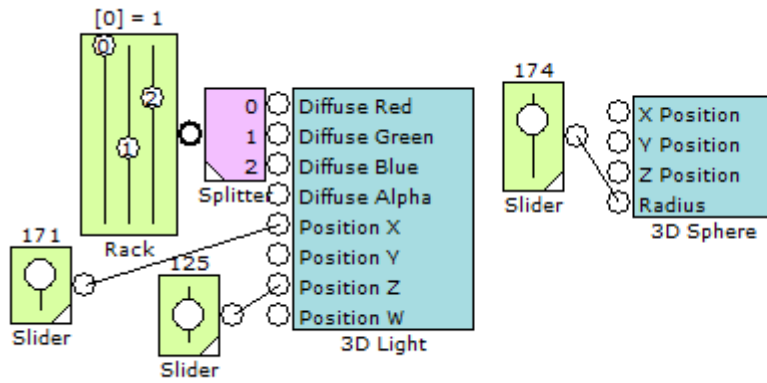 [0] = 1
0
1
2
Rack
0
1
2
Splitter
Diffuse Red
Diffuse Green
Diffuse Blue
Diffuse Alpha
Position X
Position Y
Position Z
Position W
3D Light
171
Slider
125
Slider
174
Slider
X Position
Y Position
Z Position
Radius
3D Sphere